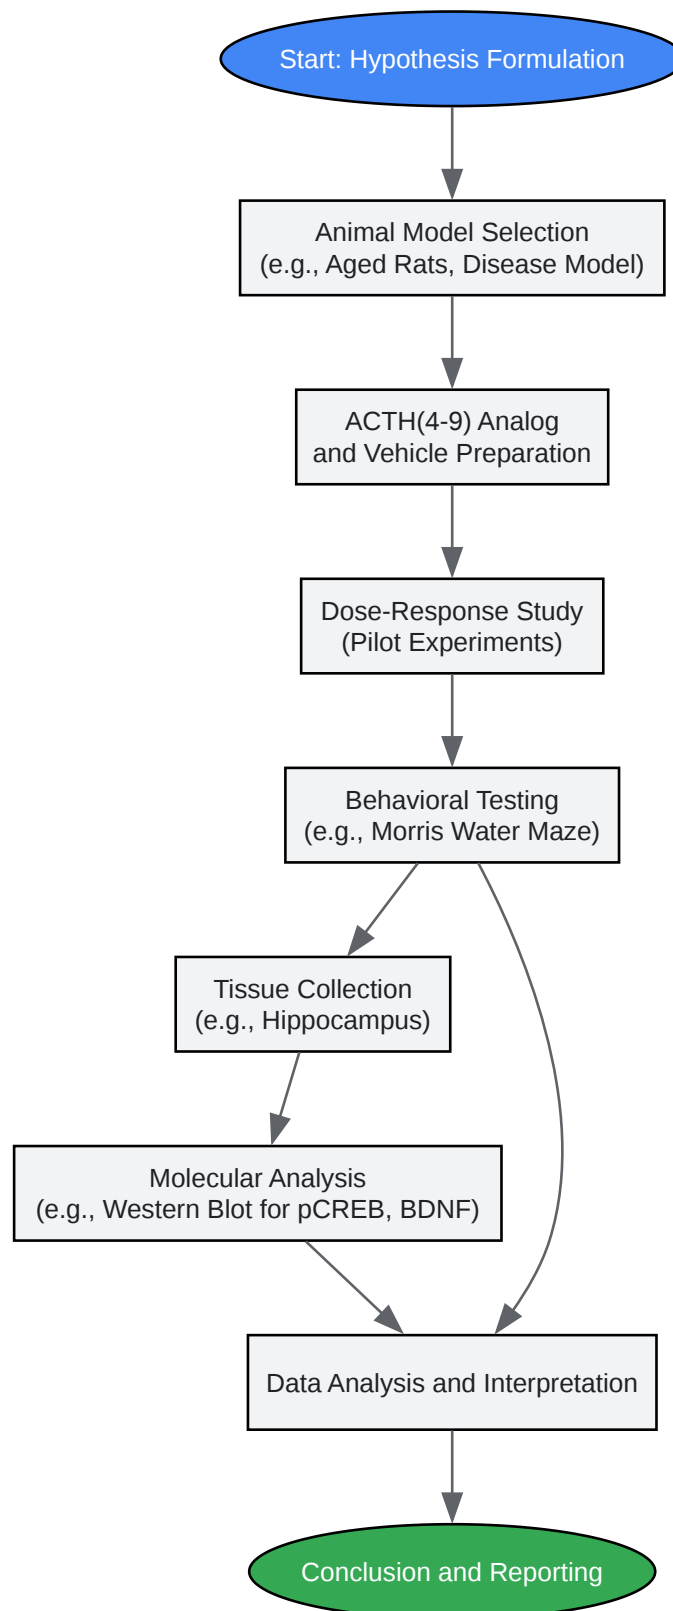 Start: Hypothesis Formulation
Animal Model Selection
(e.g., Aged Rats, Disease Model)
ACTH(4-9) Analog
and Vehicle Preparation
Dose-Response Study
(Pilot Experiments)
Behavioral Testing
(e.g., Morris Water Maze)
Tissue Collection
(e.g., Hippocampus)
Molecular Analysis
(e.g., Western Blot for pCREB, BDNF)
Data Analysis and Interpretation
Conclusion and Reporting